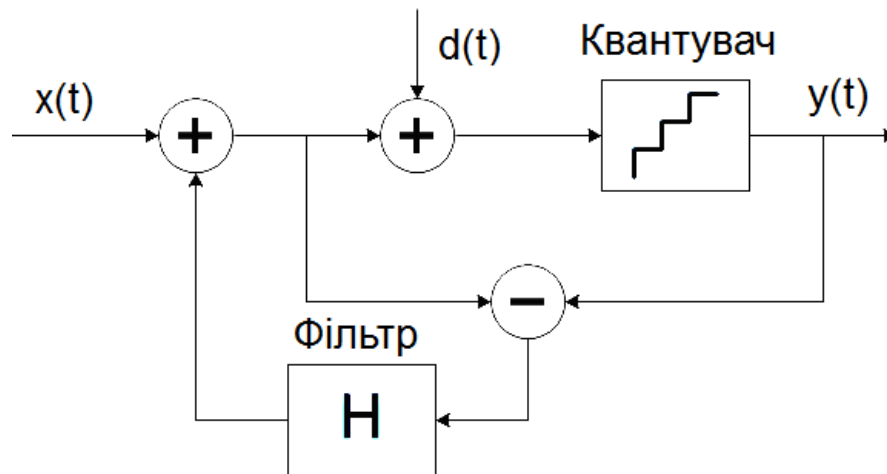 d(t)
Квантувач
x(t)
y(t)
+
+
−
Фільтр
H